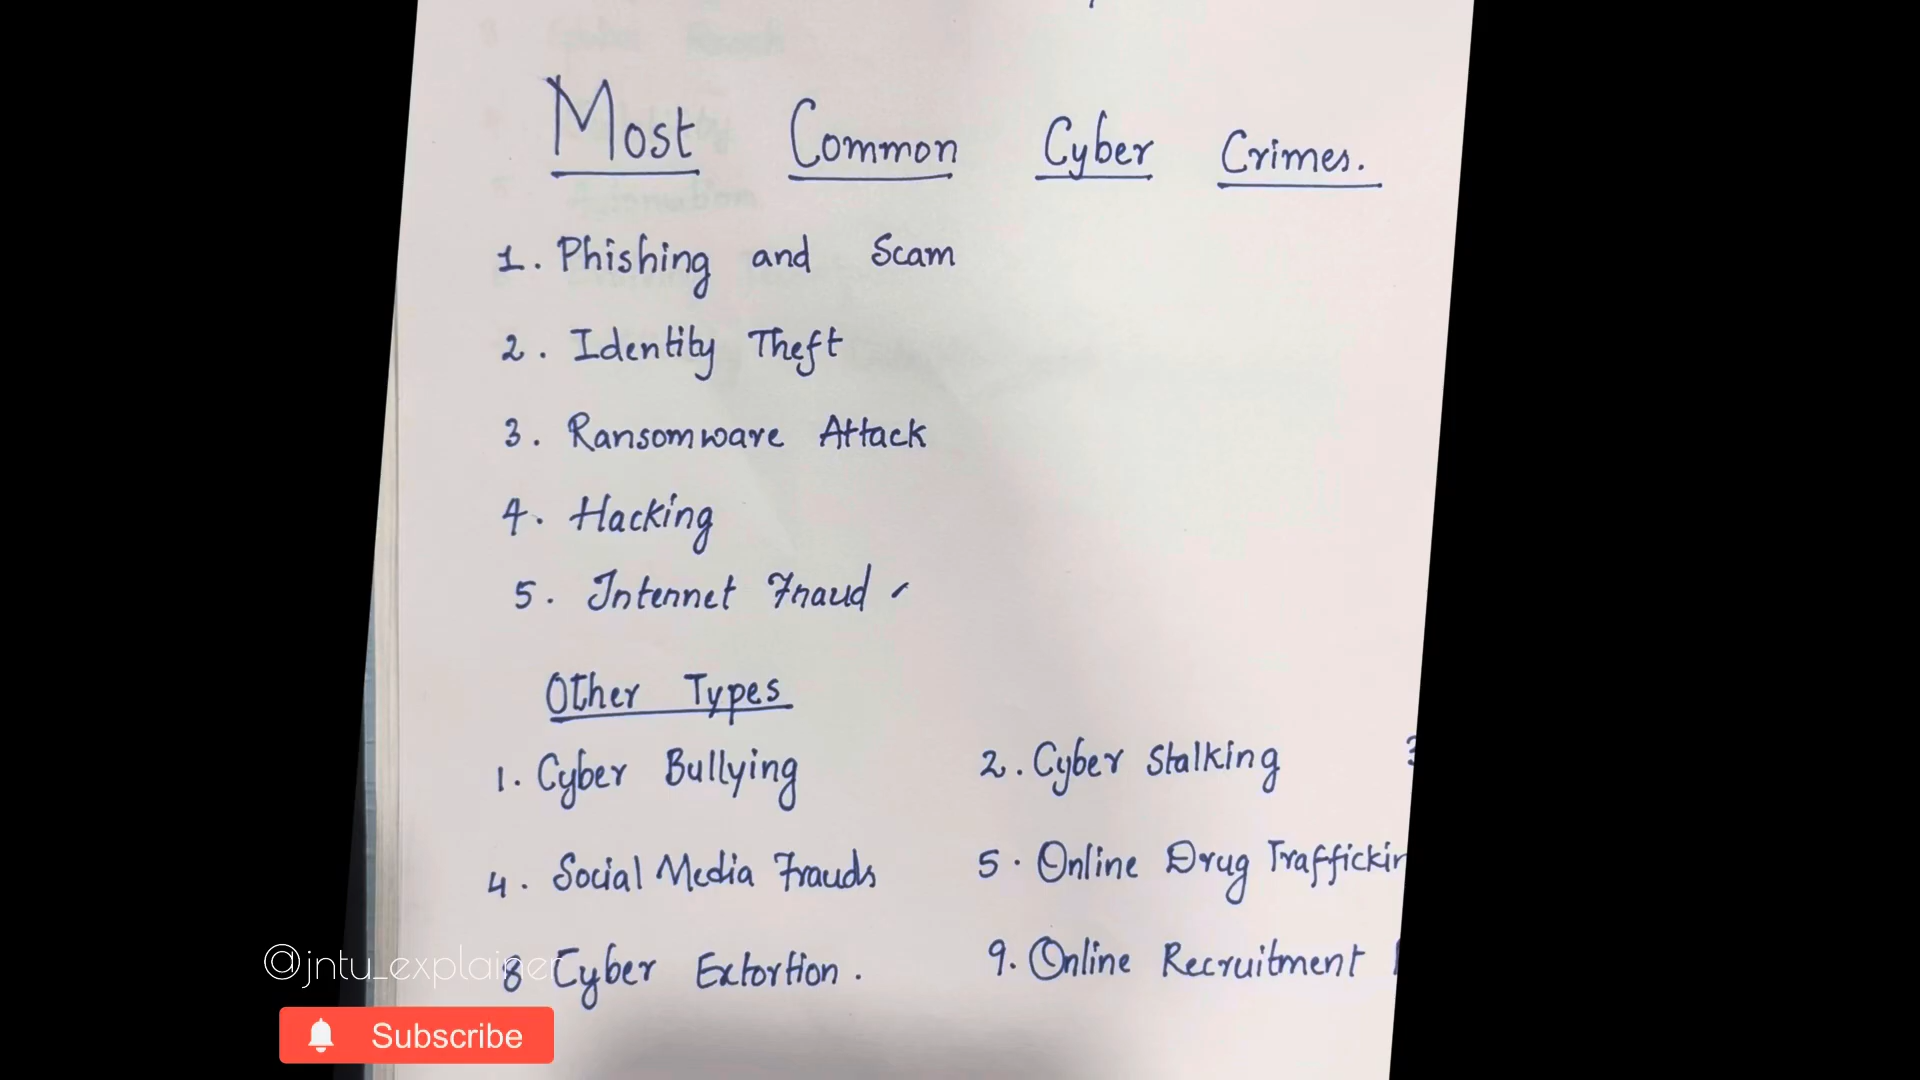 Most Common Cyber Crimes.
1. Phishing and Scam
2. Identity Theft
3. Ransomware Attack
4. Hacking
5. Internet Fraud
Other Types
1. Cyber Bullying 2. Cyber Stalking 3
4. Social Media Frauds 5. Online Drug Traffickin
8 Cyber Extortion. 9. Online Recruitment
@jntu_explainer
Subscribe